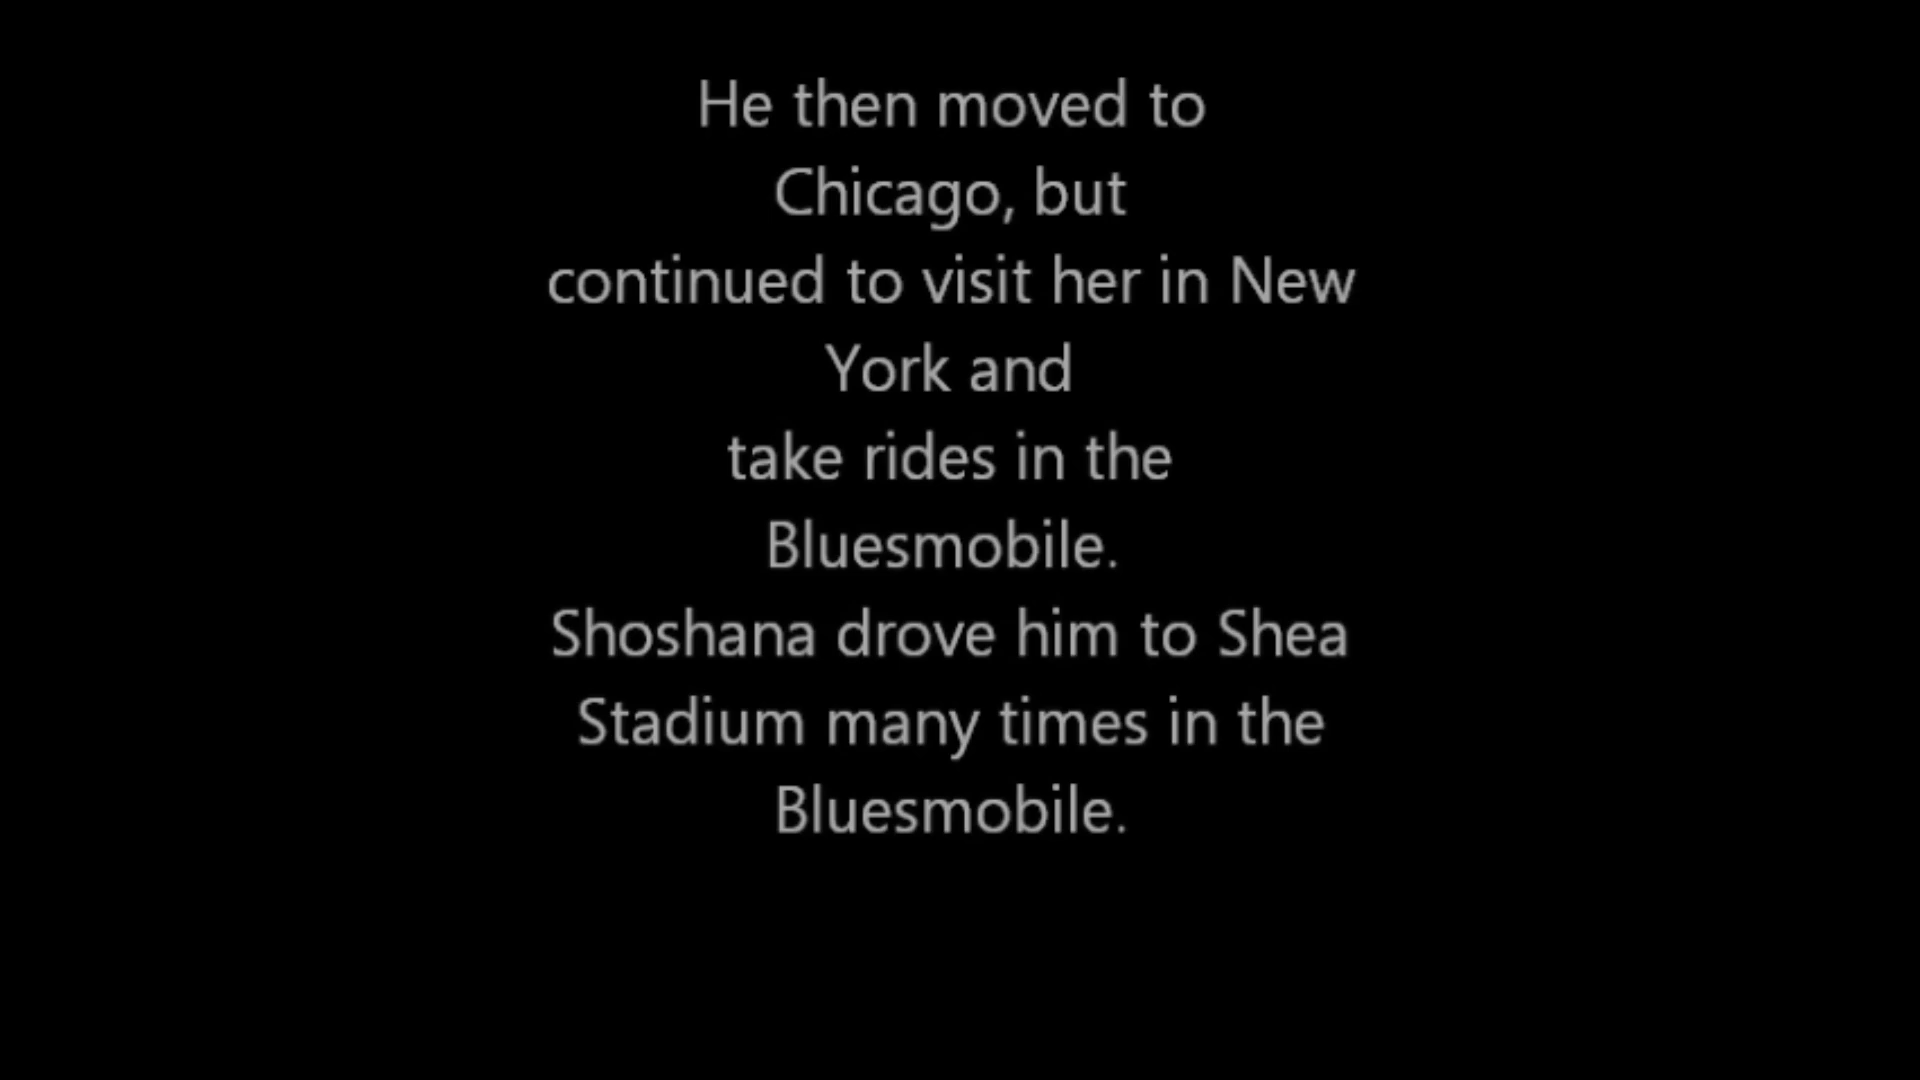 He then moved to
Chicago, but
continued to visit her in New
York and
take rides in the
Bluesmobile.
Shoshana drove him to Shea
Stadium many times in the
Bluesmobile.